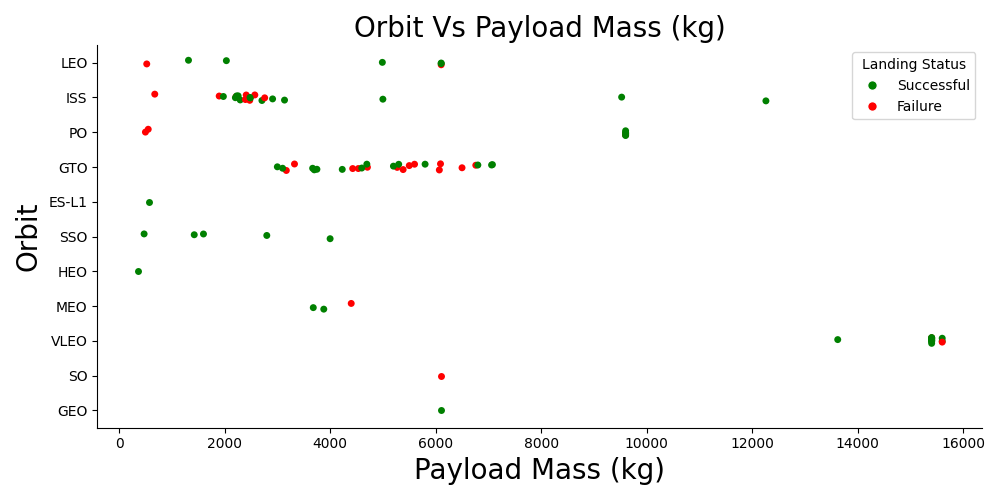 Orbit Vs Payload Mass (kg)
Landing Status
Successful
Failure
Orbit
LEO
ISS
PO
GTO
ES-L1
SSO
HEO
MEO
VLEO
SO
GEO
0 2000 4000 6000 8000 10000 12000 14000 16000
Payload Mass (kg)